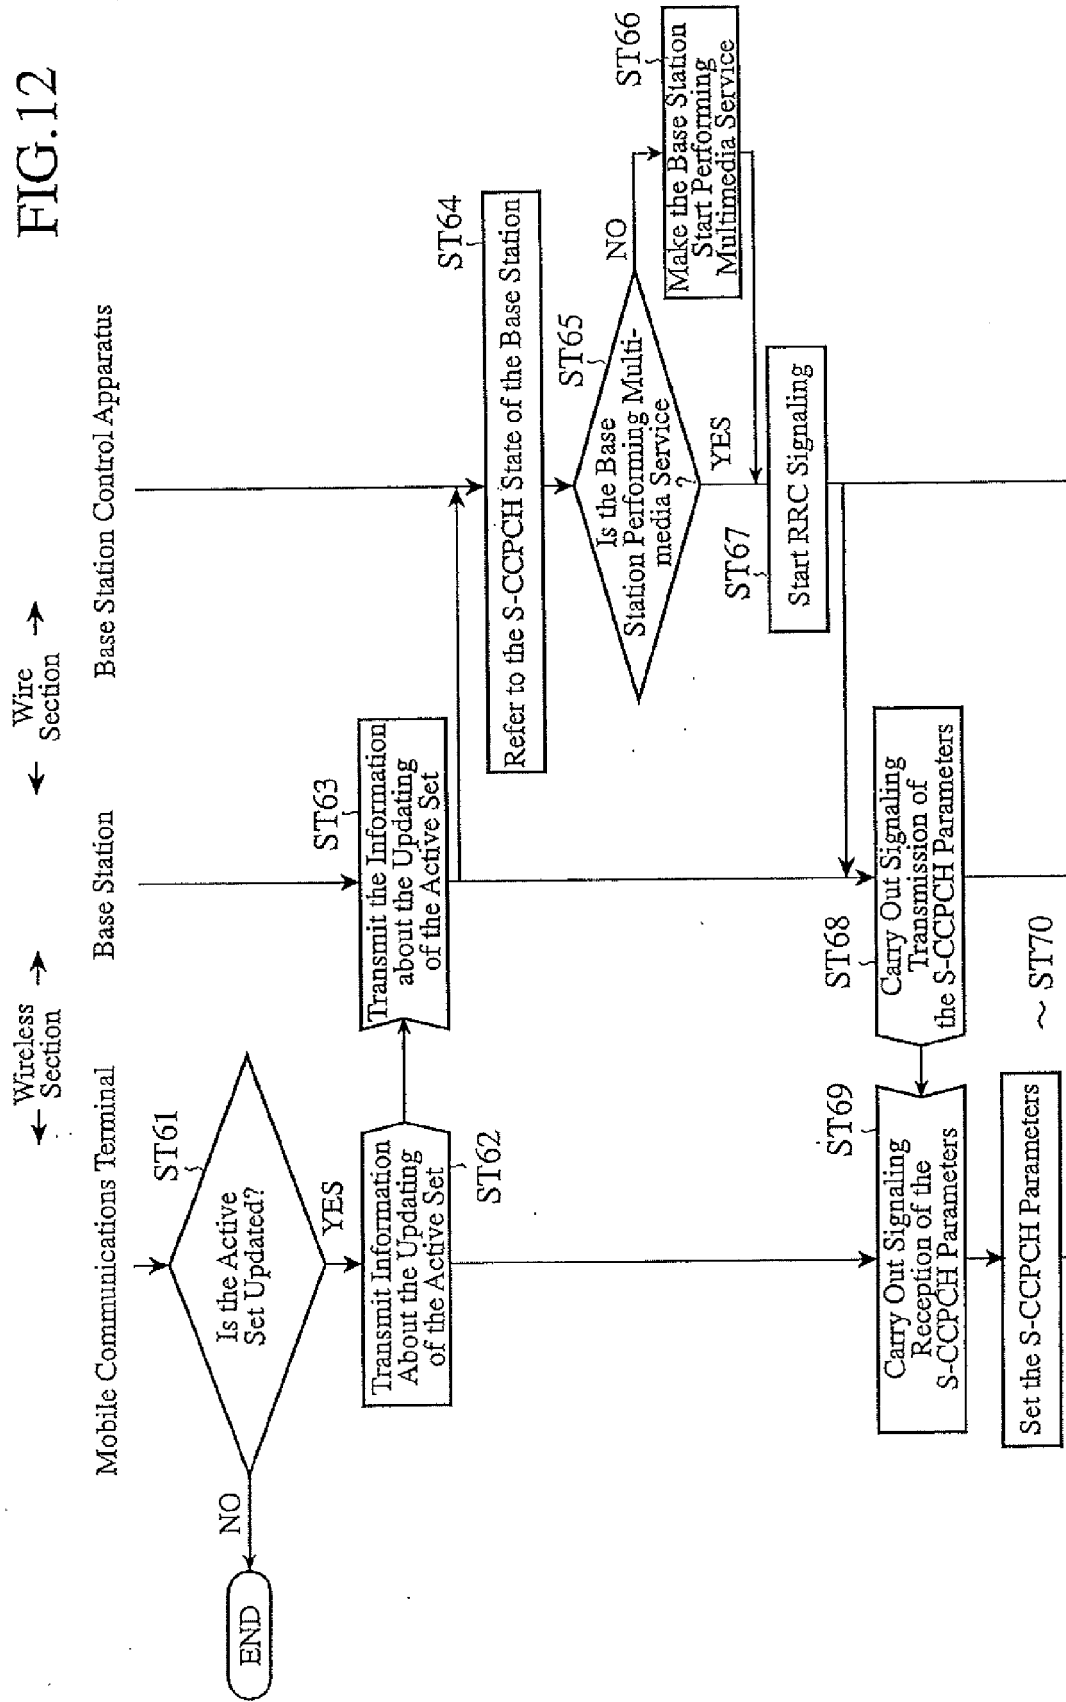 FIG.12
Wireless
Section
Wire
Section
Mobile Communications Terminal
Base Station
Base Station Control Apparatus
ST61
Is the Active
Set Updated?
NO
END
YES
Transmit Information
About the Updating
of the Active Set
ST62
ST63
Transmit the Information
about the Updating
of the Active Set
ST64
Refer to the S-CCPCH State of the Base Station
ST65
Is the Base
Station Performing Multi-
media Service
?
NO
ST66
Make the Base Station
Start Performing
Multimedia Service
YES
ST67
Start RRC Signaling
ST68
Carry Out Signaling
Transmission of
the S-CCPCH Parameters
ST69
Carry Out Signaling
Reception of the
S-CCPCH Parameters
Set the S-CCPCH Parameters
~ ST70